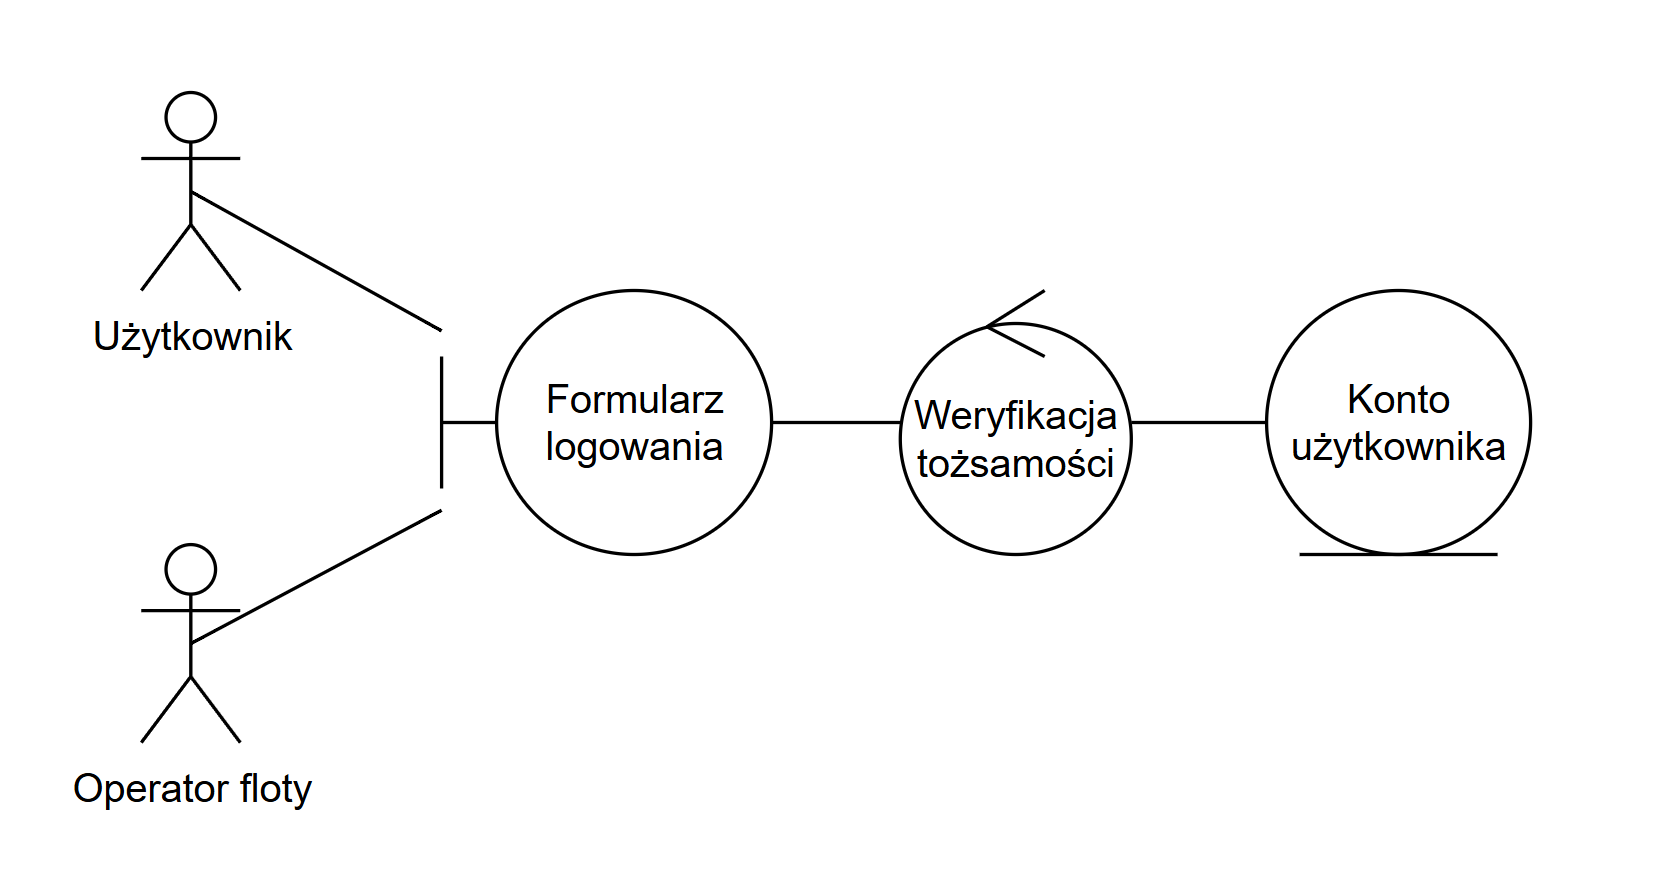 Użytkownik
Formularz
logowania
Weryfikacja
tożsamości
Konto
użytkownika
Operator floty